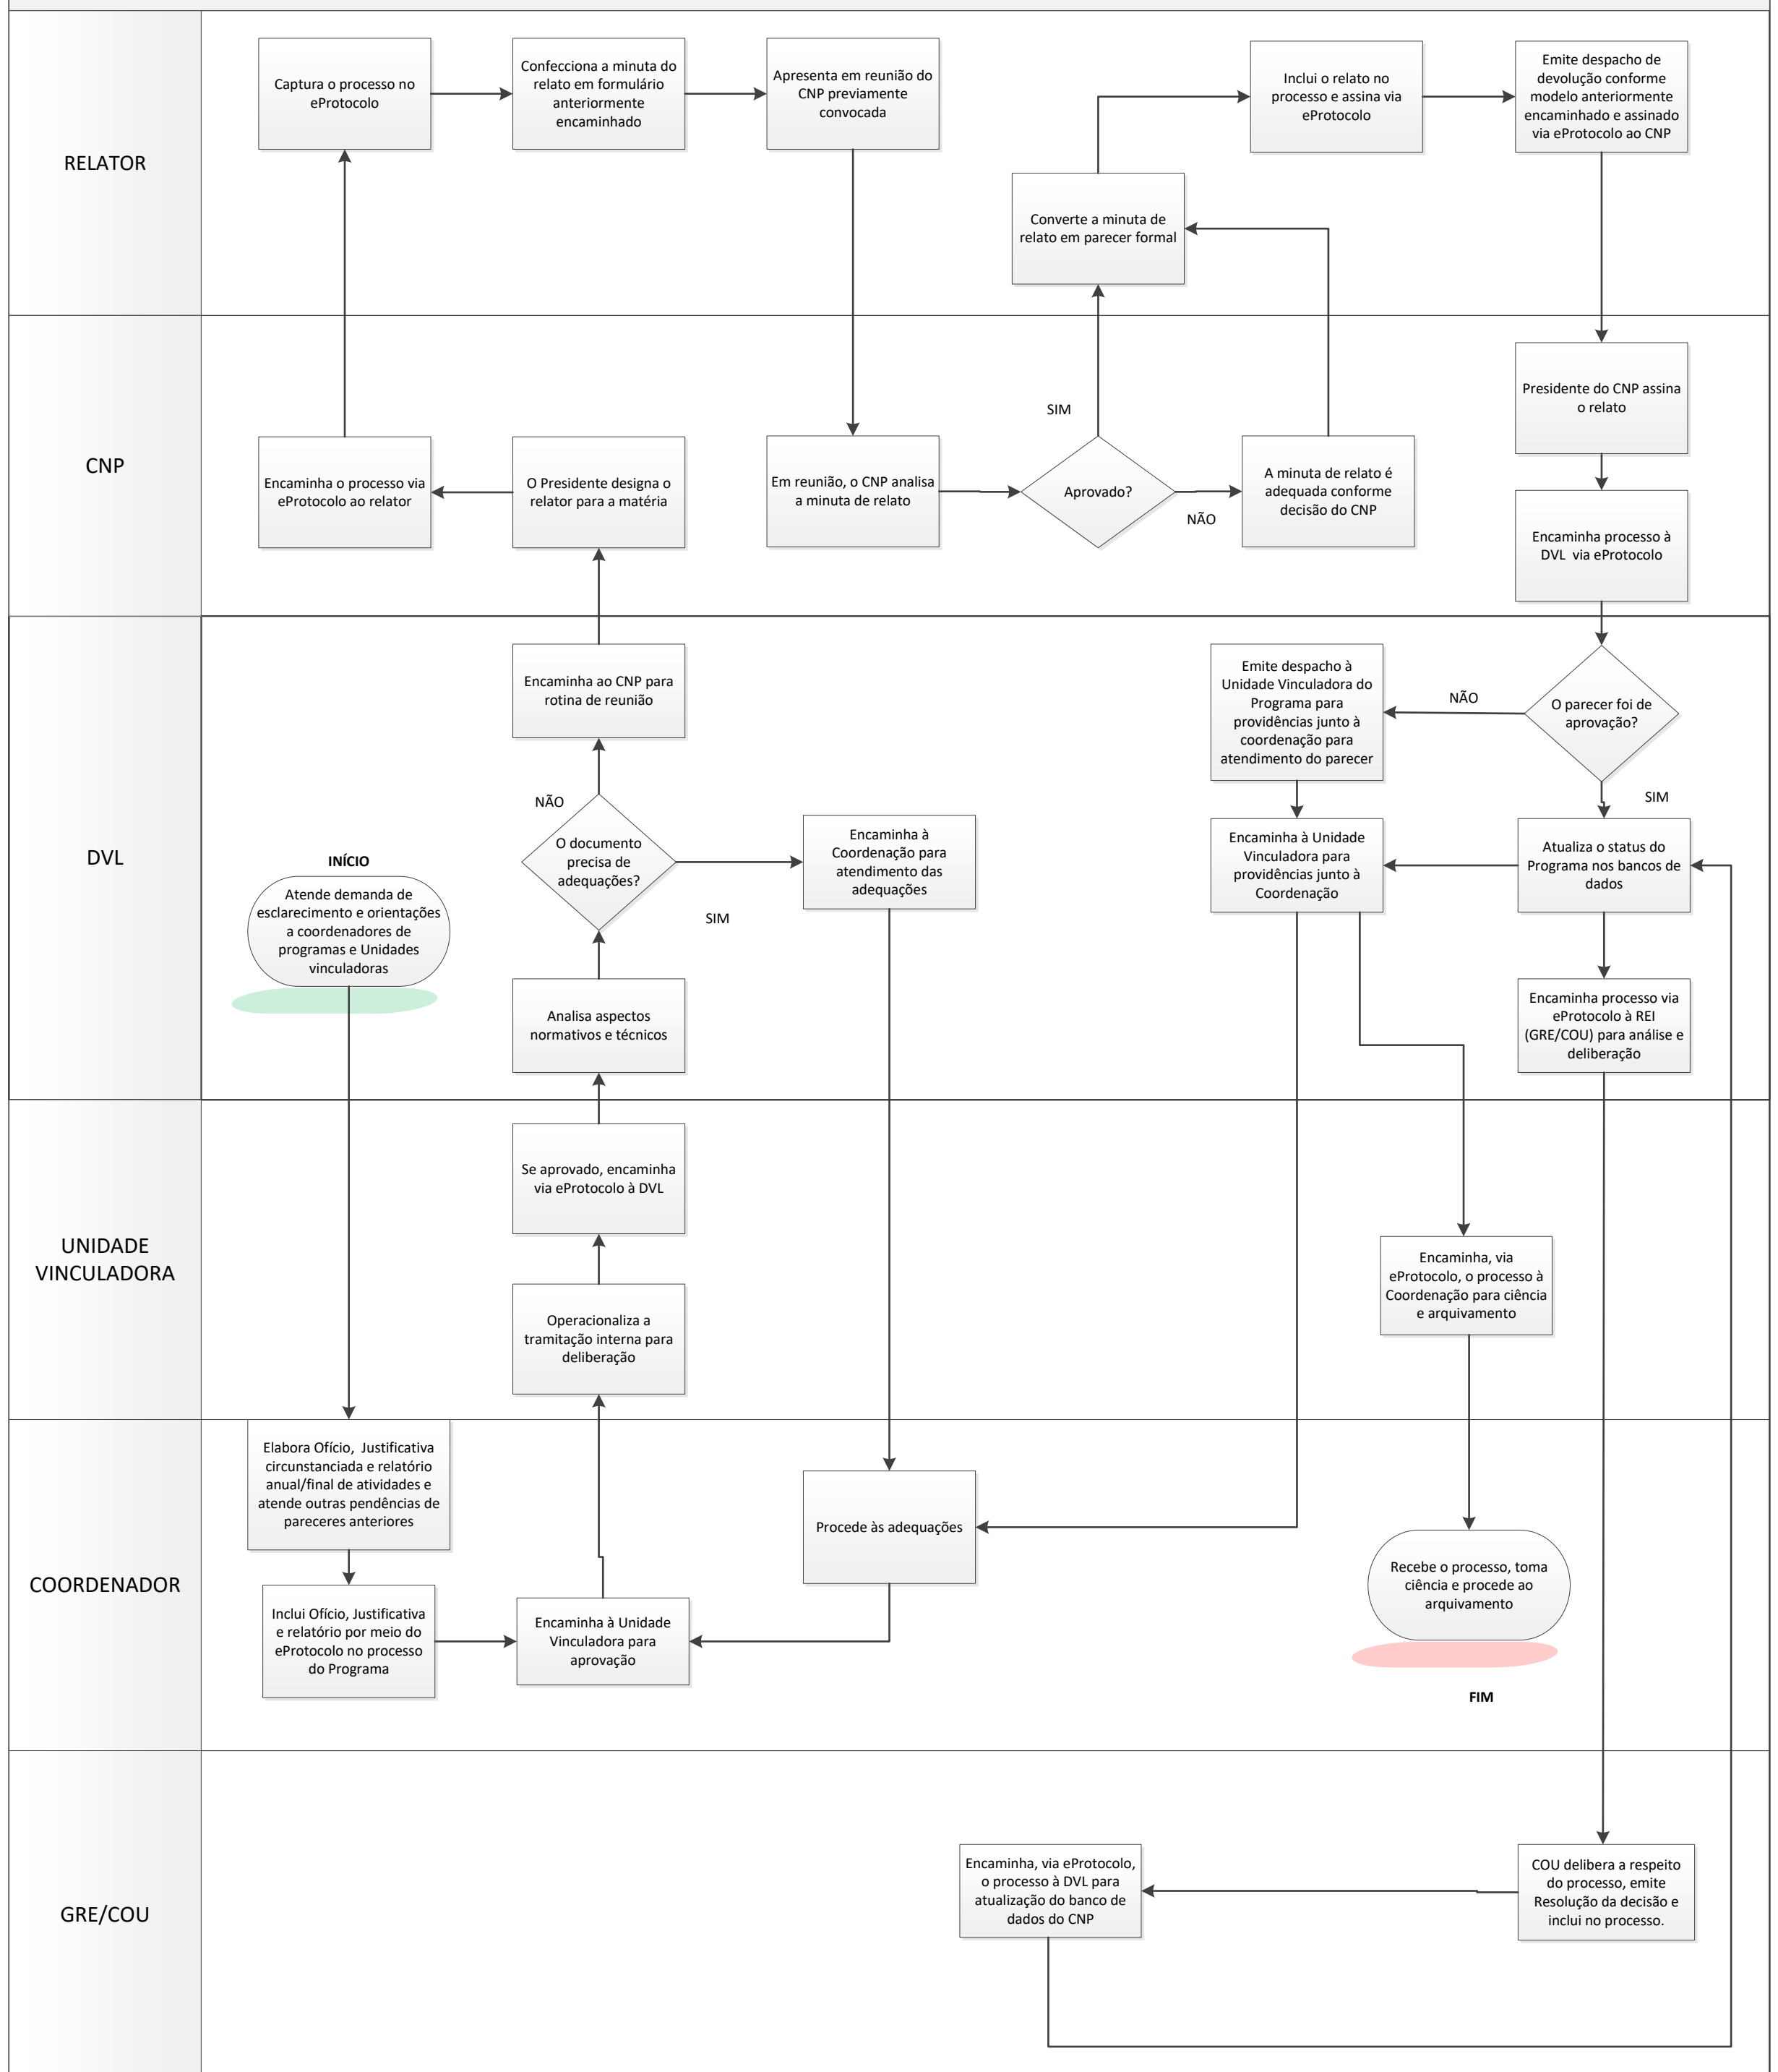 RELATOR
Captura o processo no
eProtocolo
Confecciona a minuta do
relato em formulário
anteriormente
encaminhado
Apresenta em reunião do
CNP previamente
convocada
Inclui o relato no
processo e assina via
eProtocolo
Emite despacho de
devolução conforme
modelo anteriormente
encaminhado e assinado
via eProtocolo ao CNP
Converte a minuta de
relato em parecer formal
CNP
Encaminha o processo via
eProtocolo ao relator
O Presidente designa o
relator para a matéria
Em reunião, o CNP analisa
a minuta de relato
SIM
Aprovado?
NÃO
A minuta de relato é
adequada conforme
decisão do CNP
Presidente do CNP assina
o relato
Encaminha processo à
DVL via eProtocolo
DVL
INÍCIO
Atende demanda de
esclarecimento e orientações
a coordenadores de
programas e Unidades
vinculadoras
Encaminha ao CNP para
rotina de reunião
NÃO
O documento
precisa de
adequações?
SIM
Analisa aspectos
normativos e técnicos
Encaminha à
Coordenação para
atendimento das
adequações
Emite despacho à
Unidade Vinculadora do
Programa para
providências junto à
coordenação para
atendimento do parecer
NÃO
O parecer foi de
aprovação?
SIM
Encaminha à Unidade
Vinculadora para
providências junto à
Coordenação
Atualiza o status do
Programa nos bancos de
dados
Encaminha processo via
eProtocolo à REI
(GRE/COU) para análise e
deliberação
UNIDADE
VINCULADORA
Se aprovado, encaminha
via eProtocolo à DVL
Operacionaliza a
tramitação interna para
deliberação
Encaminha, via
eProtocolo, o processo à
Coordenação para ciência
e arquivamento
COORDENADOR
Elabora Ofício, Justificativa
circunstanciada e relatório
anual/final de atividades e
atende outras pendências de
pareceres anteriores
Inclui Ofício, Justificativa
e relatório por meio do
eProtocolo no processo
do Programa
Encaminha à Unidade
Vinculadora para
aprovação
Procede às adequações
Recebe o processo, toma
ciência e procede ao
arquivamento
FIM
GRE/COU
Encaminha, via eProtocolo,
o processo à DVL para
atualização do banco de
dados do CNP
COU delibera a respeito
do processo, emite
Resolução da decisão e
inclui no processo.